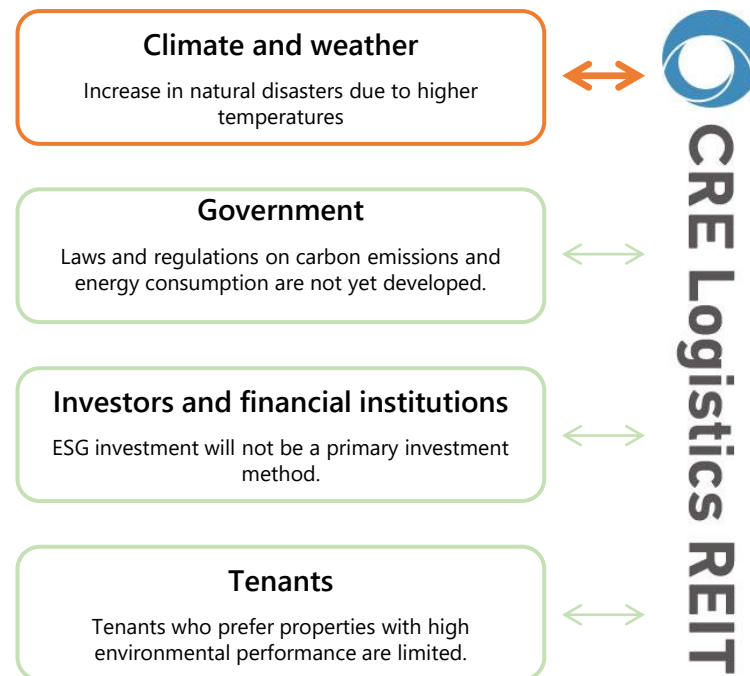 Climate and weather
Increase in natural disasters due to higher
temperatures
Government
Laws and regulations on carbon emissions and
energy consumption are not yet developed.
Investors and financial institutions
ESG investment will not be a primary investment
method.
Tenants
Tenants who prefer properties with high
environmental performance are limited.
CRE Logistics REIT